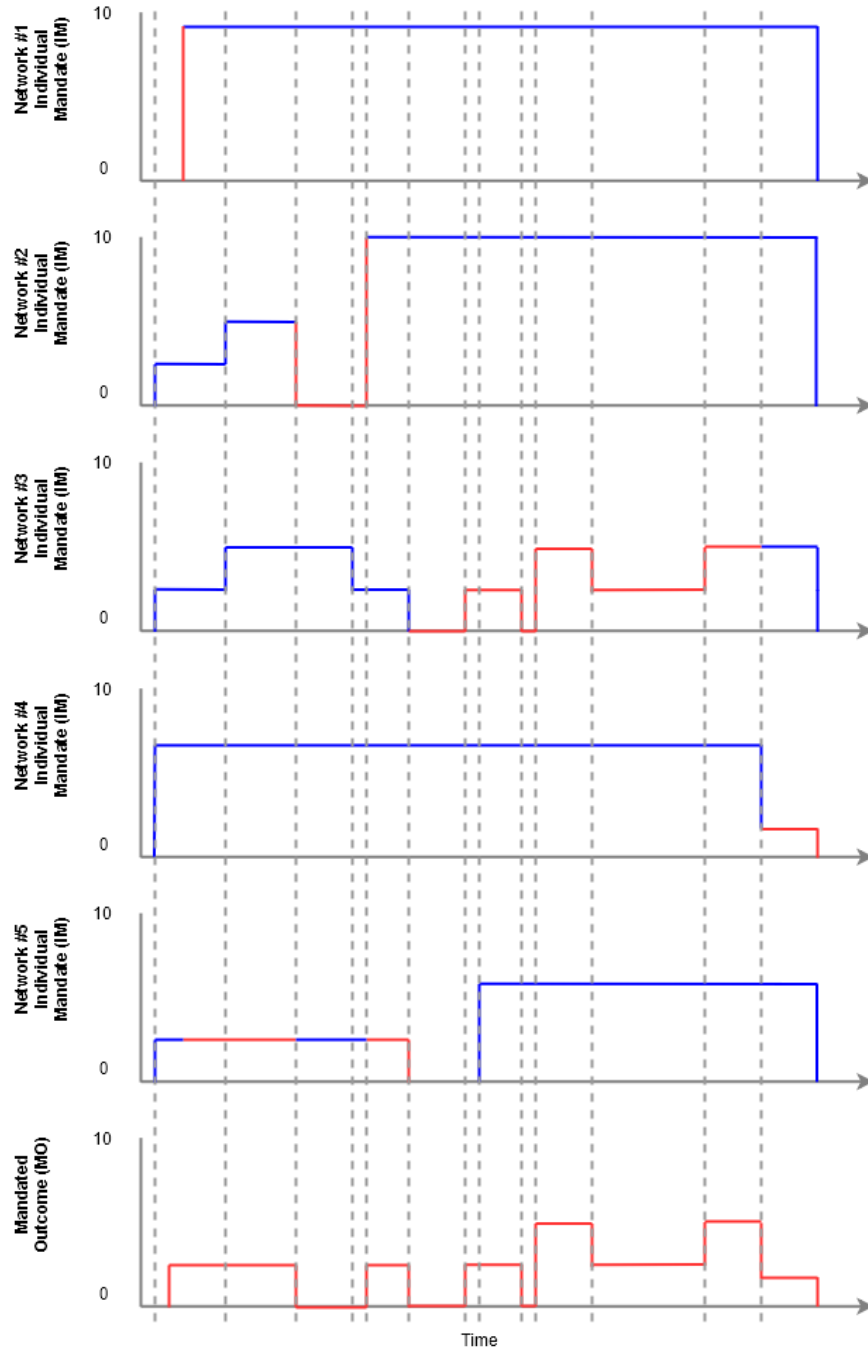 Network #1
Individual
Mandate (IM)
10
0
Network #2
Individual
Mandate (IM)
10
0
Network #3
Individual
Mandate (IM)
10
0
Network #4
Individual
Mandate (IM)
10
0
Network #5
Individual
Mandate (IM)
10
0
Mandated
Outcome (MO)
10
0
Time